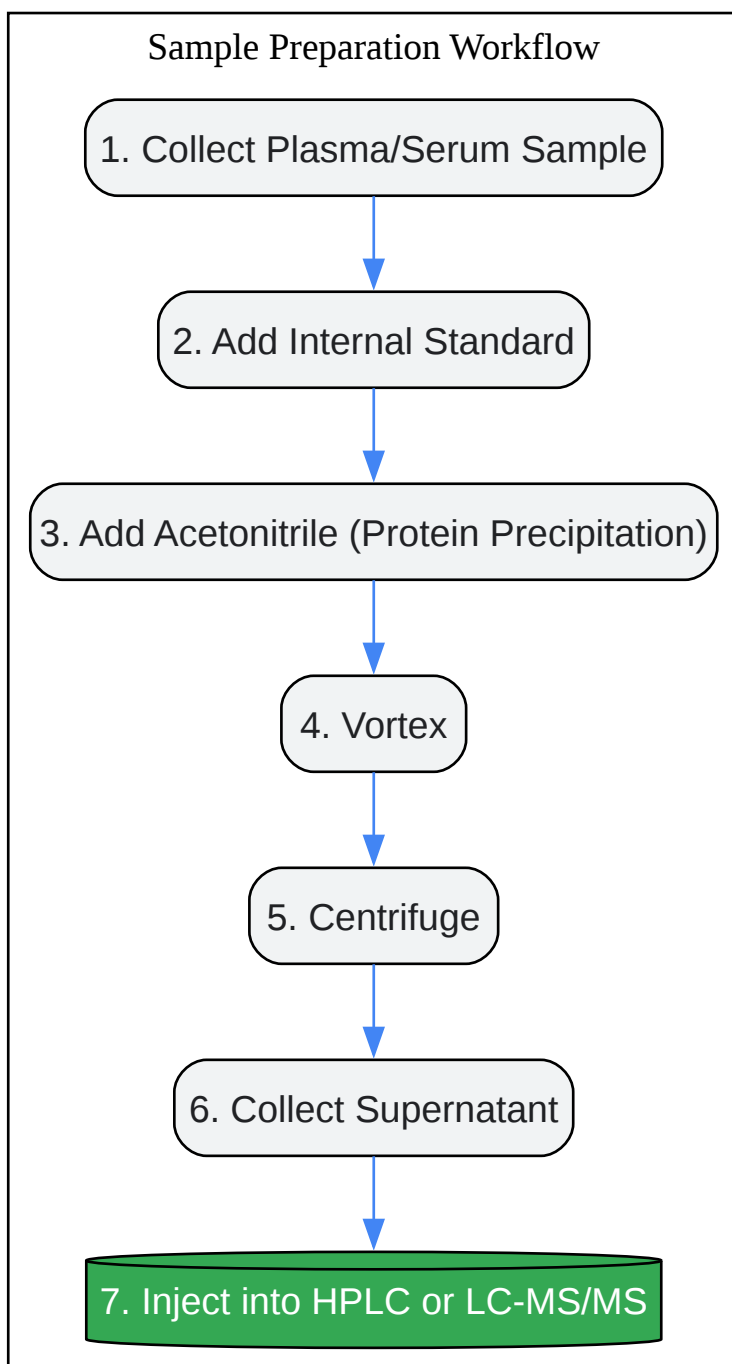 Sample Preparation Workflow
1. Collect Plasma/Serum Sample
2. Add Internal Standard
3. Add Acetonitrile (Protein Precipitation)
4. Vortex
5. Centrifuge
6. Collect Supernatant
7. Inject into HPLC or LC-MS/MS